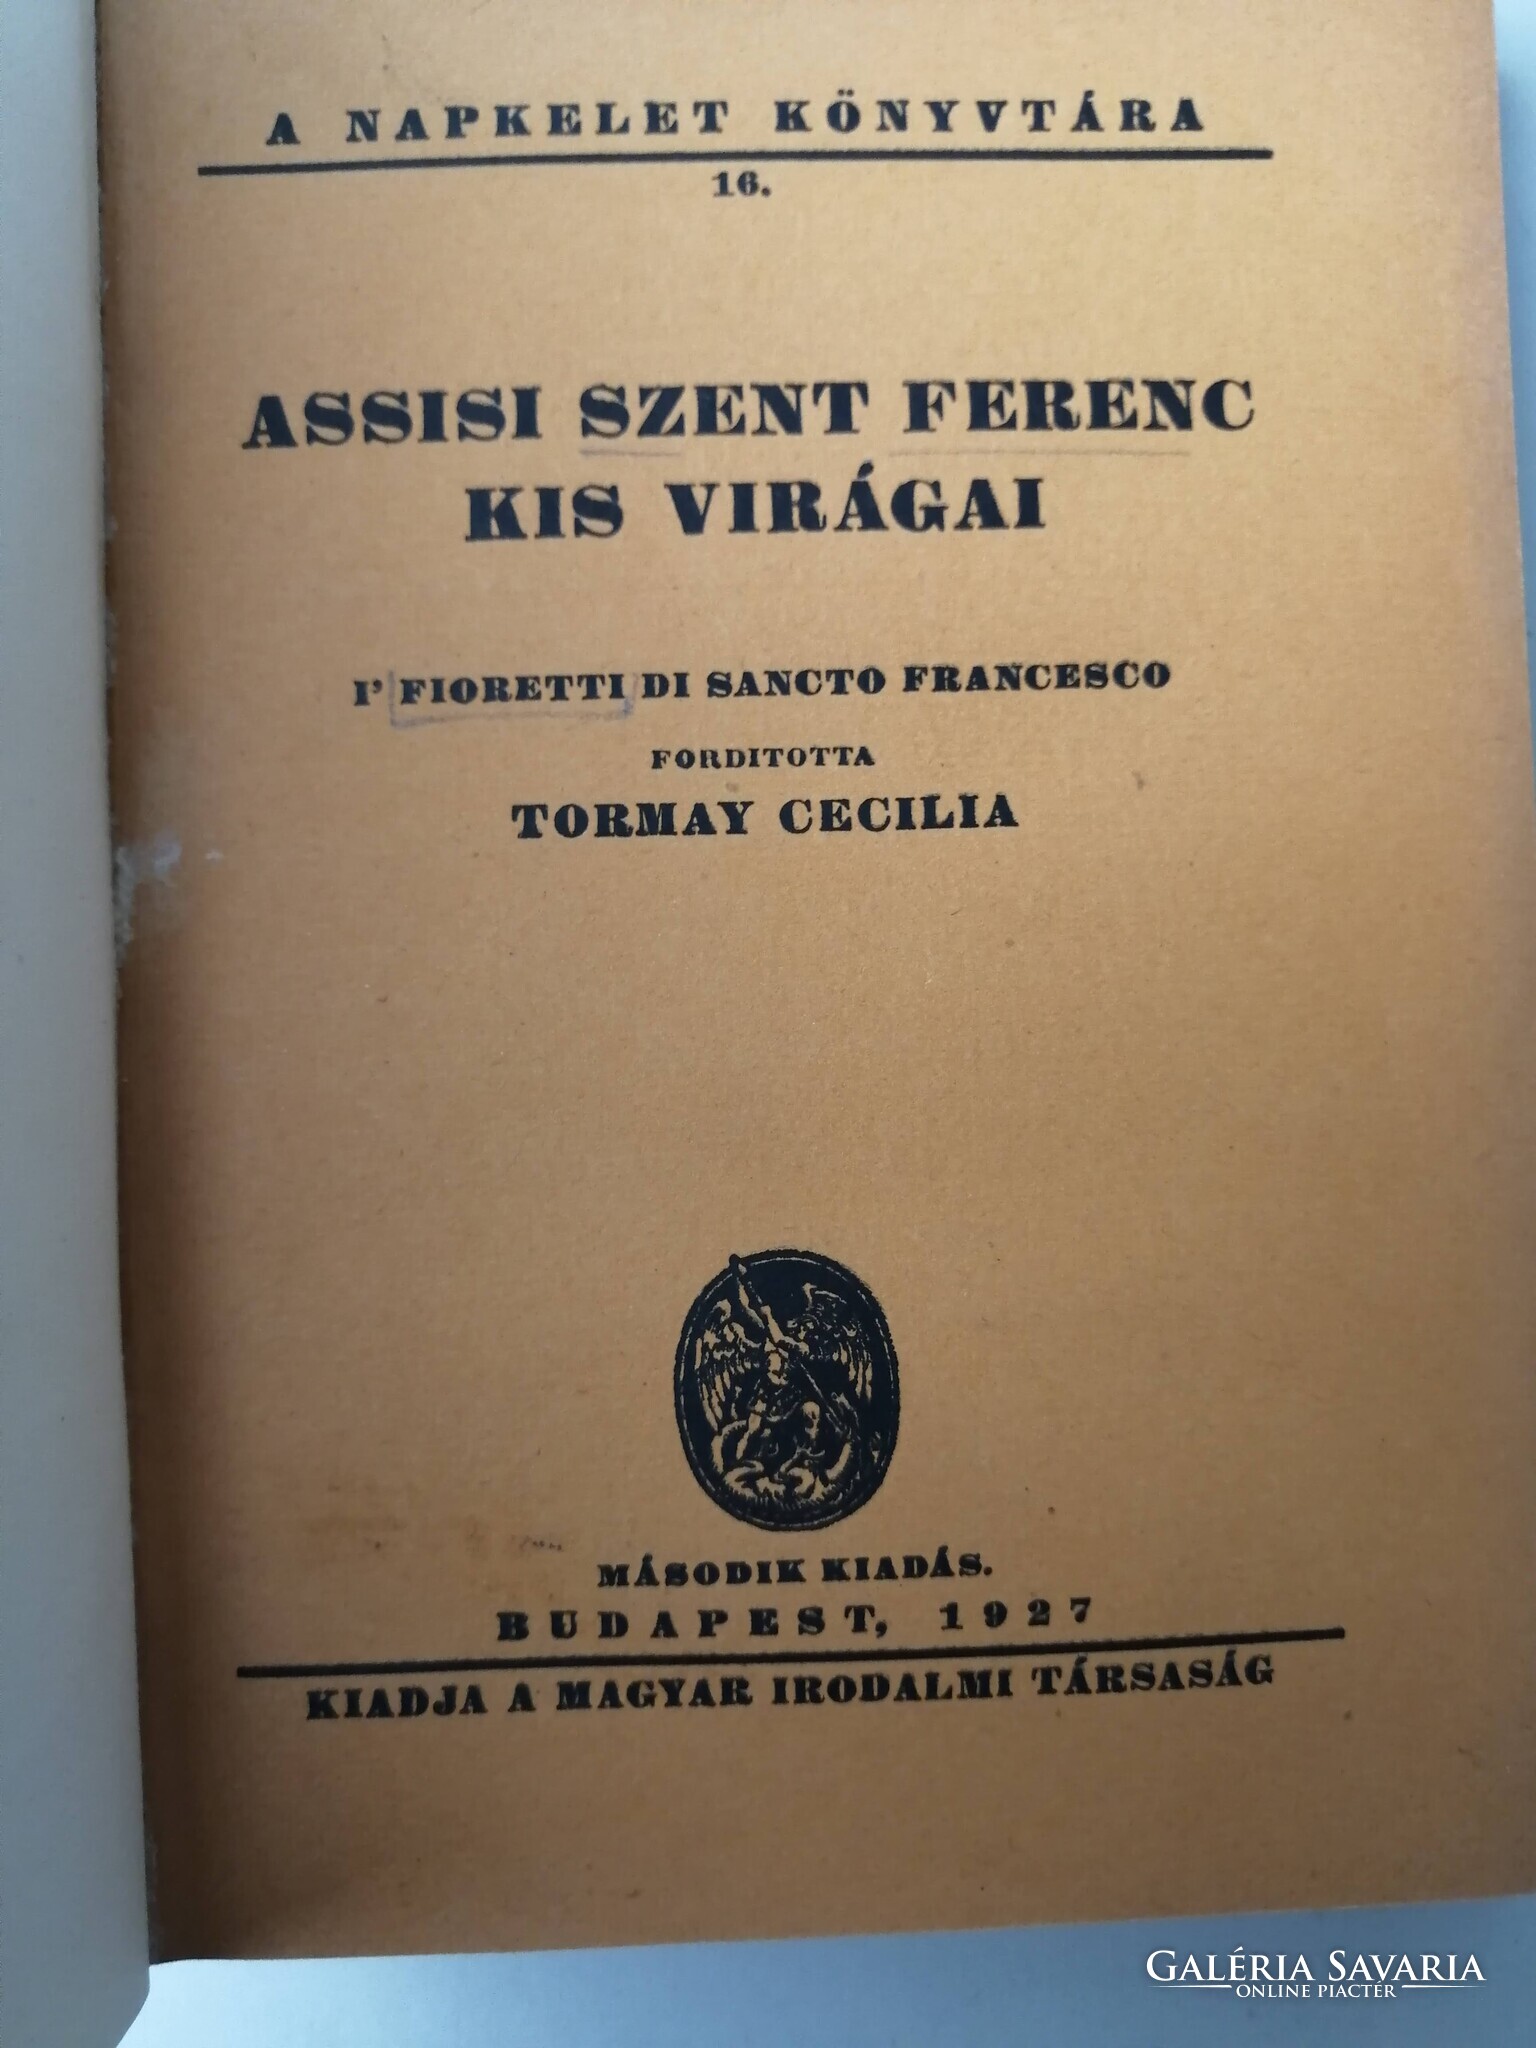 A NAPKELET KÖNYVTÁRA
16.
ASSISI SZENT FERENC
KIS VIRÁGAI
I' FIORETTI DI SANCTO FRANCESCO
FORDITOTTA
TORMAY CECILIA
MÁSODIK KIADÁS.
BUDAPEST, 1927
KIADJA A MAGYAR IRODALMI TÁRSASÁG
GALÉRIA SAVARIA
ONLINE PIACTÉR